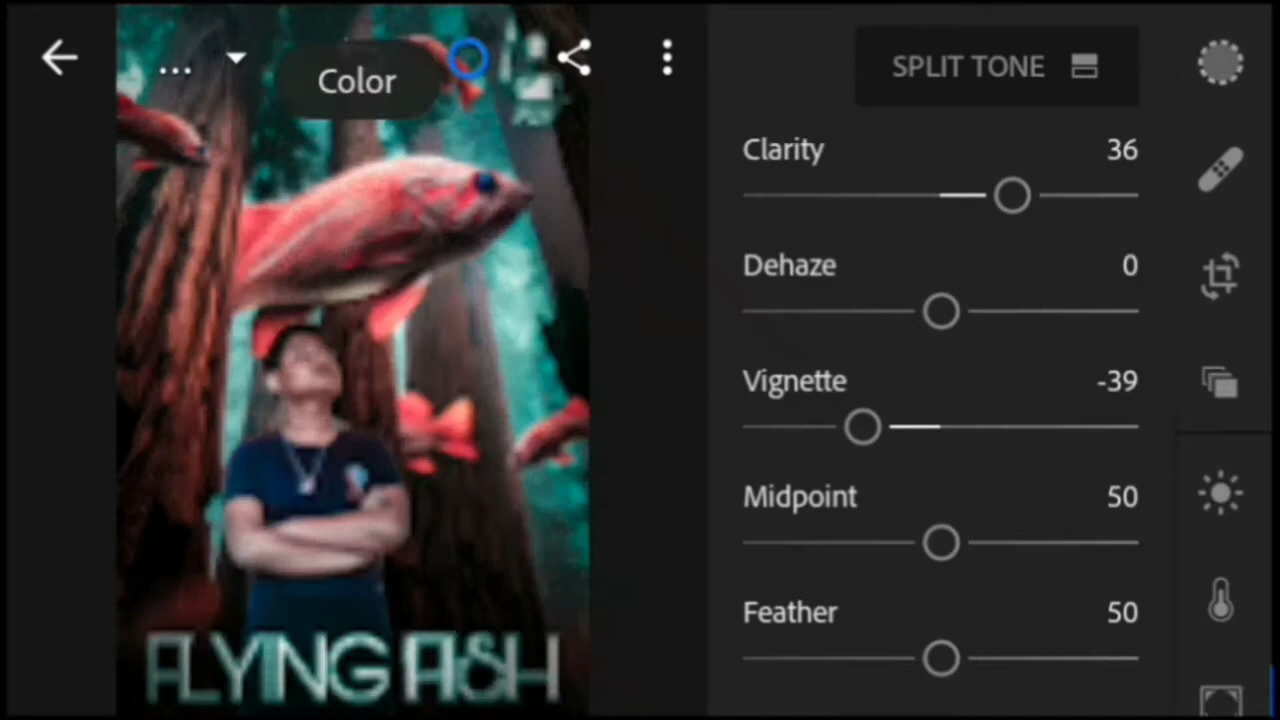 Color
SPLIT TONE
Clarity 36
Dehaze 0
Vignette -39
Midpoint 50
Feather 50
FLYING FISH